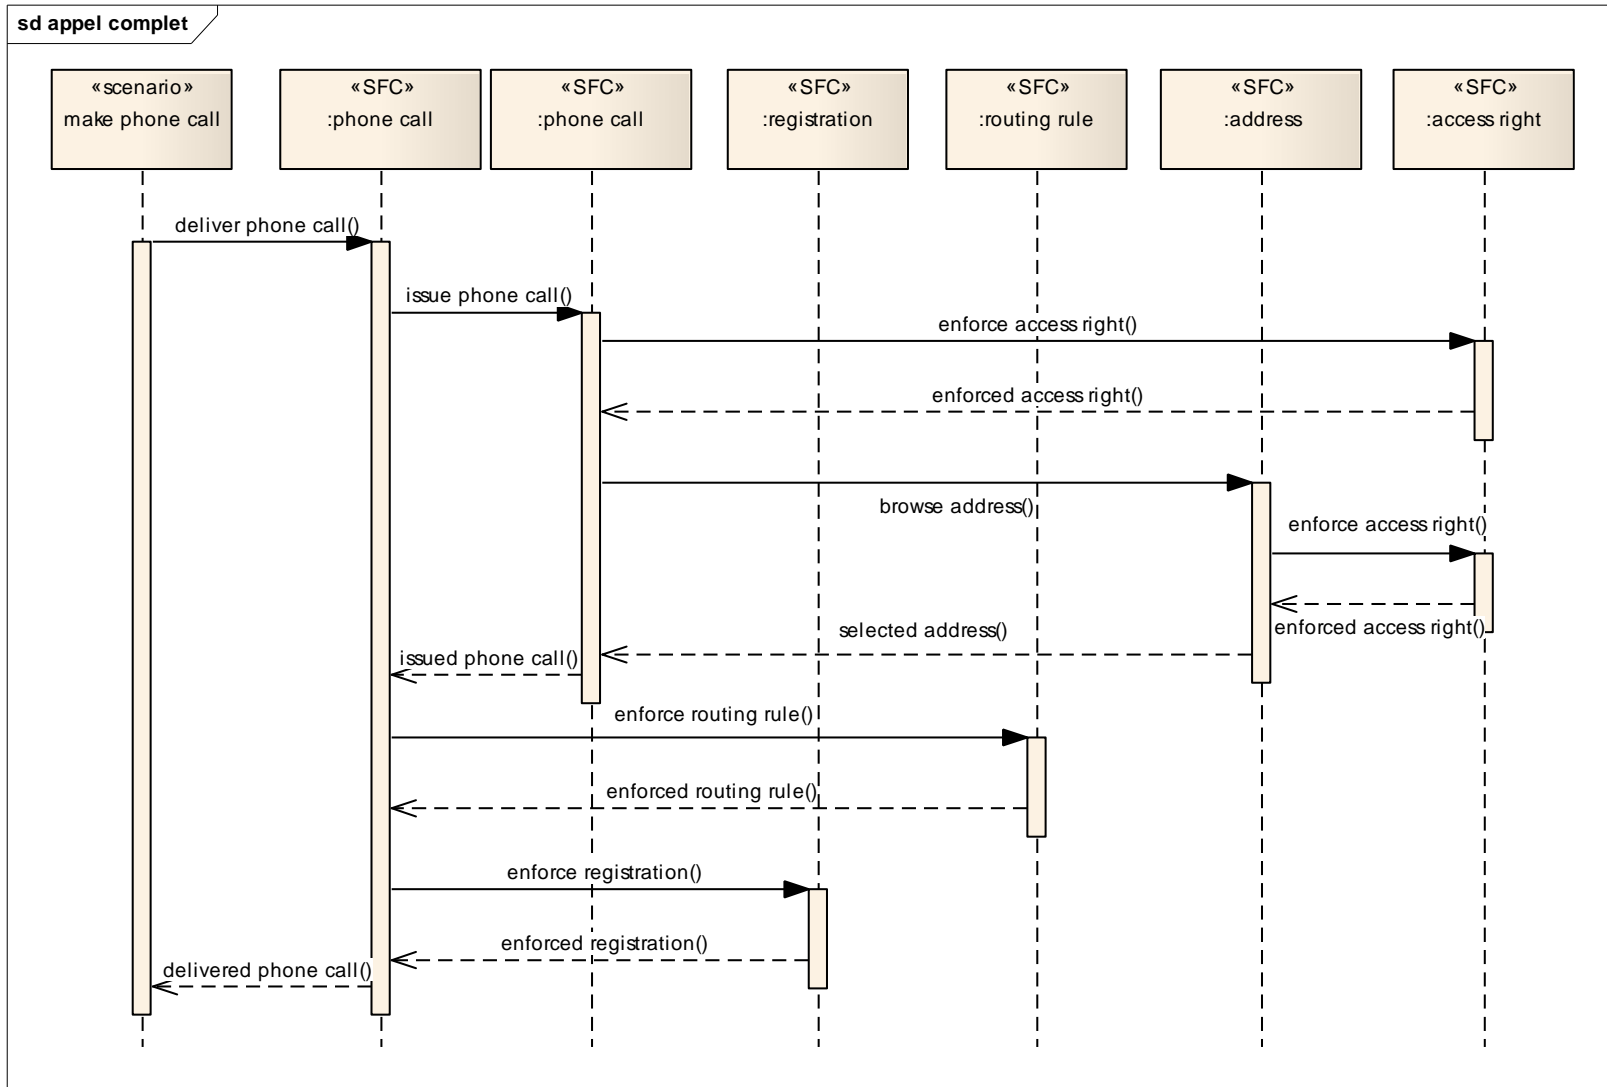 sd appel complet
«scenario»
make phone call
«SFC»
:phone call
«SFC»
:phone call
«SFC»
:registration
«SFC»
:routing rule
«SFC»
:address
«SFC»
:access right
deliver phone call()
issue phone call()
enforce access right()
enforced access right()
browse address()
enforce access right()
enforced access right()
selected address()
issued phone call()
enforce routing rule()
enforced routing rule()
enforce registration()
enforced registration()
delivered phone call()